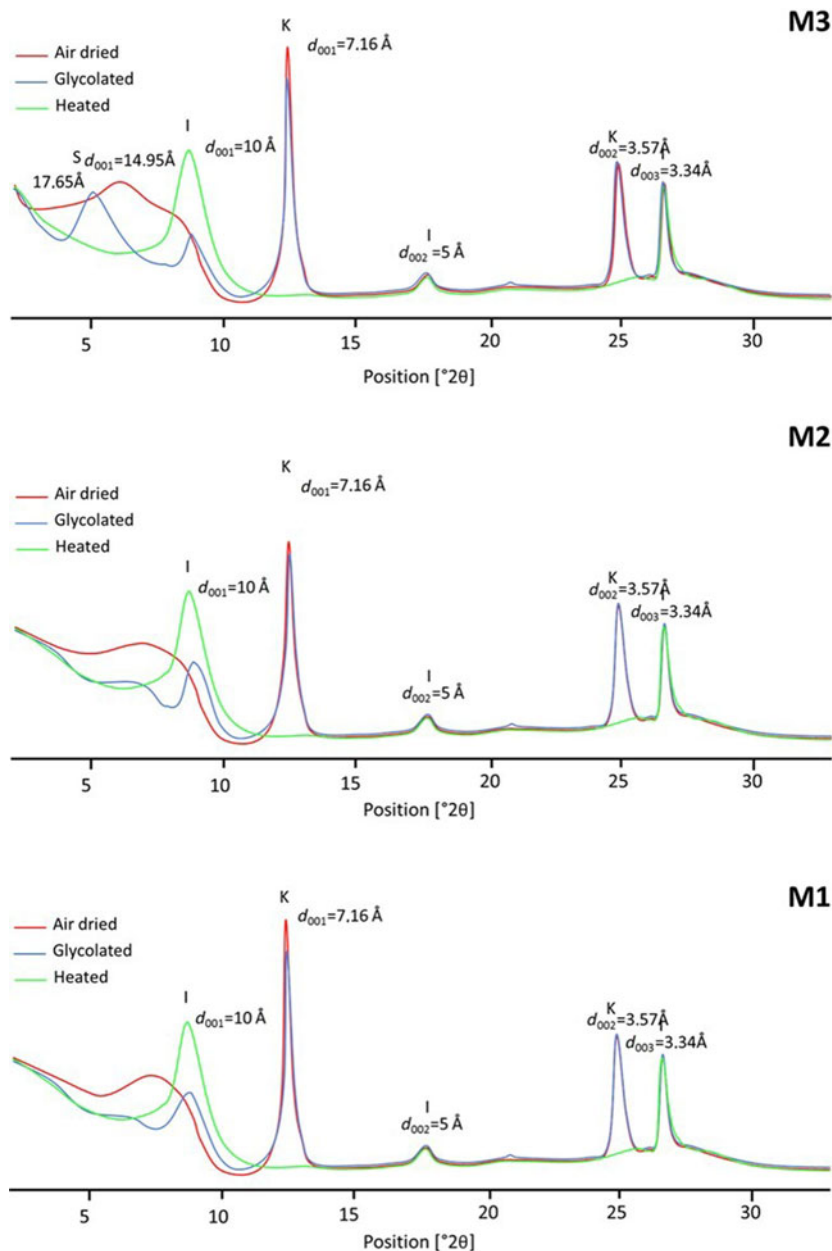 M3
K
d001=7.16 Å
Air dried
Glycolated
Heated
I
d001=10 Å
S d001=14.95Å
17.65Å
K
d002=3.57Å
I
d003=3.34Å
I
d002=5 Å
5 10 15 20 25 30
Position [°2θ]
M2
K
d001=7.16 Å
Air dried
Glycolated
Heated
I
d001=10 Å
K
d002=3.57Å
I
d003=3.34Å
I
d002=5 Å
5 10 15 20 25 30
Position [°2θ]
M1
K
d001=7.16 Å
Air dried
Glycolated
Heated
I
d001=10 Å
K
d002=3.57Å
I
d003=3.34Å
I
d002=5 Å
5 10 15 20 25 30
Position [°2θ]